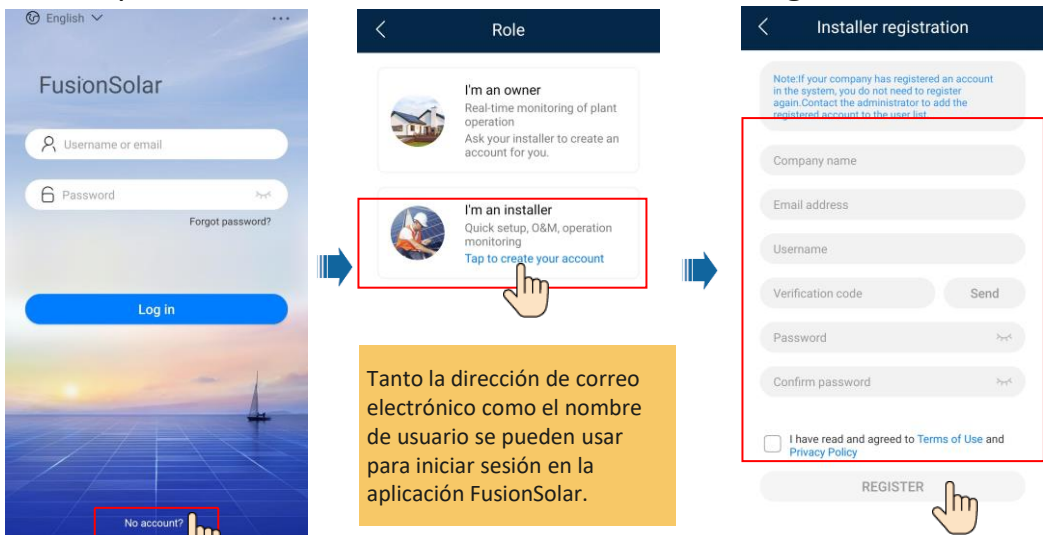 English
FusionSolar
Username or email
Password
Forgot password?
Log in
No account?
Role
I'm an owner
Real-time monitoring of plant
operation
Ask your installer to create an
account for you.
I'm an installer
Quick setup, O&M, operation
monitoring
Tap to create your account
Tanto la dirección de correo
electrónico como el nombre
de usuario se pueden usar
para iniciar sesión en la
aplicación FusionSolar.
Installer registration
Note:If your company has registered an account
in the system, you do not need to register
again.Contact the administrator to add the
registered account to the user list
Company name
Email address
Username
Verification code Send
Password
Confirm password
I have read and agreed to Terms of Use and
Privacy Policy
REGISTER